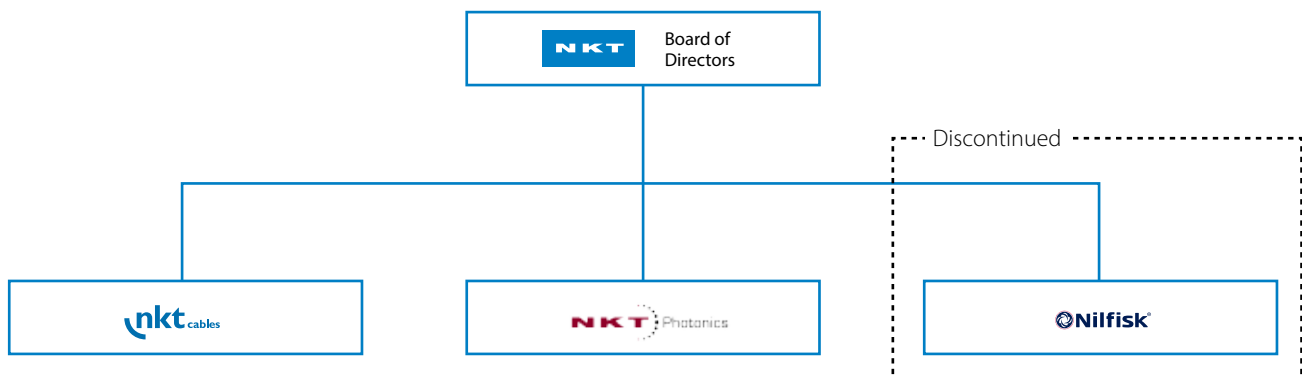 NKT
Board of
Directors
Discontinued
nkt cables
NKT Photonics
Nilfisk®